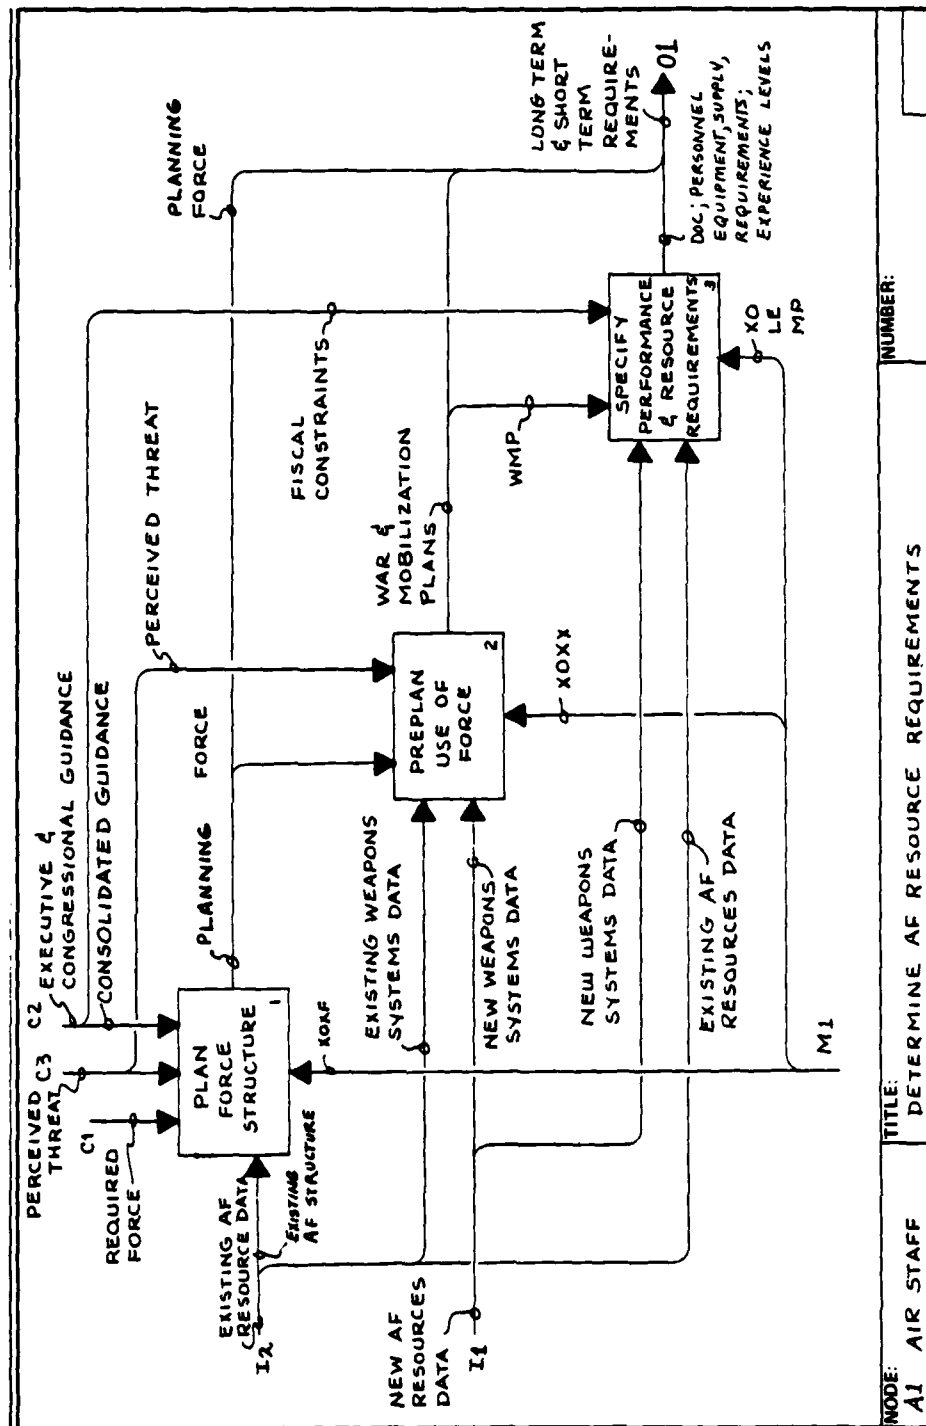 PERCEIVED
THREAT
C3
C2
EXECUTIVE &
CONGRESSIONAL GUIDANCE
CONSOLIDATED GUIDANCE
C1
REQUIRED
FORCE
PERCEIVED THREAT
PLANNING
FORCE
PLAN
FORCE
STRUCTURE
1
PLANNING FORCE
FISCAL
CONSTRAINTS
LONG TERM
& SHORT
TERM
REQUIRE-
MENTS
O1
EXISTING AF
RESOURCE DATA
I2
EXISTING
AF STRUCTURE
XOXF
WAR &
MOBILIZATION
PLANS
EXISTING WEAPONS
SYSTEMS DATA
PREPLAN
USE OF
FORCE
2
WMP
NEW AF
RESOURCES
DATA
I1
NEW WEAPONS
SYSTEMS DATA
XOXX
SPECIFY
PERFORMANCE
& RESOURCE
REQUIREMENTS
3
DOC; PERSONNEL
EQUIPMENT, SUPPLY,
REQUIREMENTS;
EXPERIENCE LEVELS
NEW WEAPONS
SYSTEMS DATA
EXISTING AF
RESOURCES DATA
XO
LE
MP
M1
NODE:
A1 AIR STAFF
TITLE:
DETERMINE AF RESOURCE REQUIREMENTS
NUMBER: